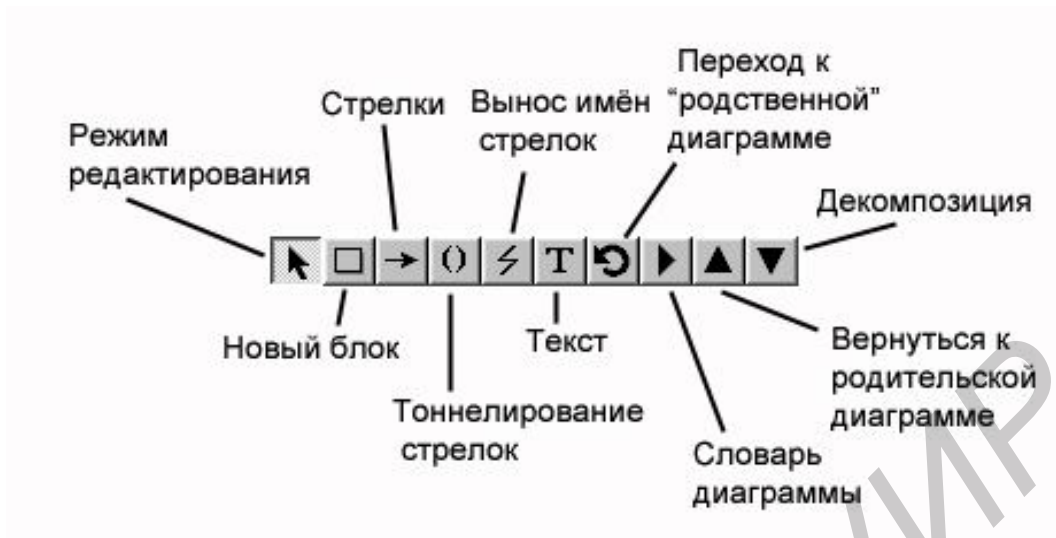 Переход к
Стрелки
Вынос имён
“родственной”
стрелок
диаграмме
Режим
редактирования
Декомпозиция
T
Новый блок
Текст
Вернуться к
родительской
диаграмме
Тоннелирование
стрелок
Словарь
диаграммы
УИР